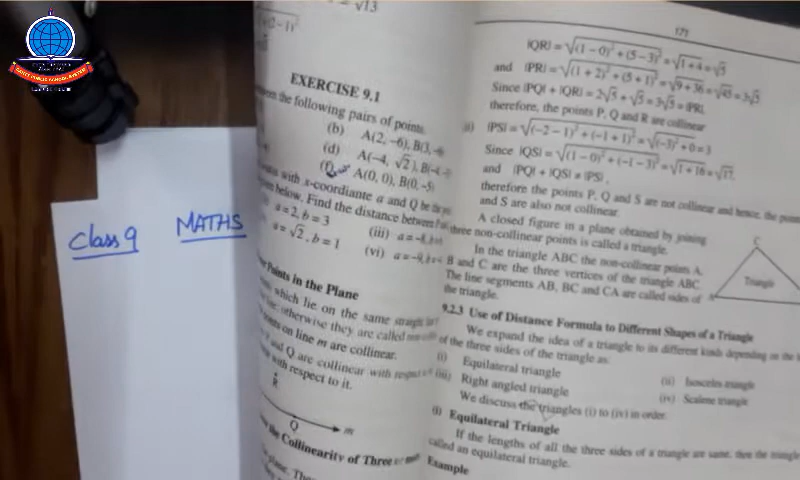 Class 9 MATHS
= √13
EXERCISE 9.1
the following pairs of points.
(b) A(2, -6), B(3, -6)
(d) A(-4, √2), B(-4, -
(f) A(0, 0), B(0, -5)
with x-coordinate a and Q be the
below. Find the distance between
a = 2, b = 3 (iii) a = -8, b =
a = √2, b = 1 (vi) a = -9, b =
Points in the Plane
which lie on the same straight
otherwise they are called
points on line m are collinear.
and Q are collinear with respect
with respect to it.
R
Q m
the Collinearity of Three
plane.
171
|QR| = √(1 – 0)² + (5 – 3)² = √1 + 4 = √5
and |PR| = √(1 + 2)² + (5 + 1)² = √9 + 36 = √45 = 3√5
Since |PQ| + |QR| = 2√5 + √5 = 3√5 = |PR|,
therefore, the points P, Q and R are collinear
|PS| = √(-2 – 1)² + (-1 + 1)² = √(-3)² + 0 = 3
Since |QS| = √(1 – 0)² + (-1 – 3)² = √1 + 16 = √17,
and |PQ| + |QS| ≠ |PS|,
therefore the points P, Q and S are not collinear and hence, the points
and S are also not collinear.
A closed figure in a plane obtained by joining
three non-collinear points is called a triangle.
In the triangle ABC the non-collinear points A,
B and C are the three vertices of the triangle ABC.
The line segments AB, BC and CA are called sides of
the triangle.
C
Triangle
A
9.2.3 Use of Distance Formula to Different Shapes of a Triangle
We expand the idea of a triangle to its different kinds depending on the
of the three sides of the triangle as:
(i) Equilateral triangle (ii) Isosceles triangle
(iii) Right angled triangle (iv) Scalene triangle
We discuss the triangles (i) to (iv) in order.
(i) Equilateral Triangle
If the lengths of all the three sides of a triangle are same, then the triangle
called an equilateral triangle.
Example